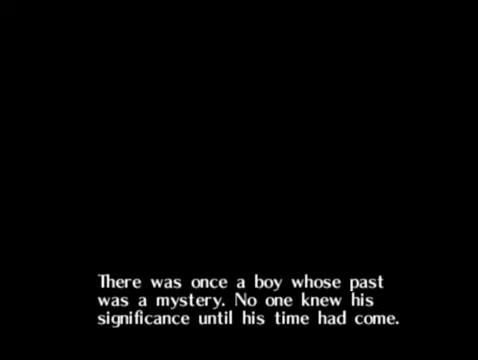 There was once a boy whose past
was a mystery. No one knew his
significance until his time had come.